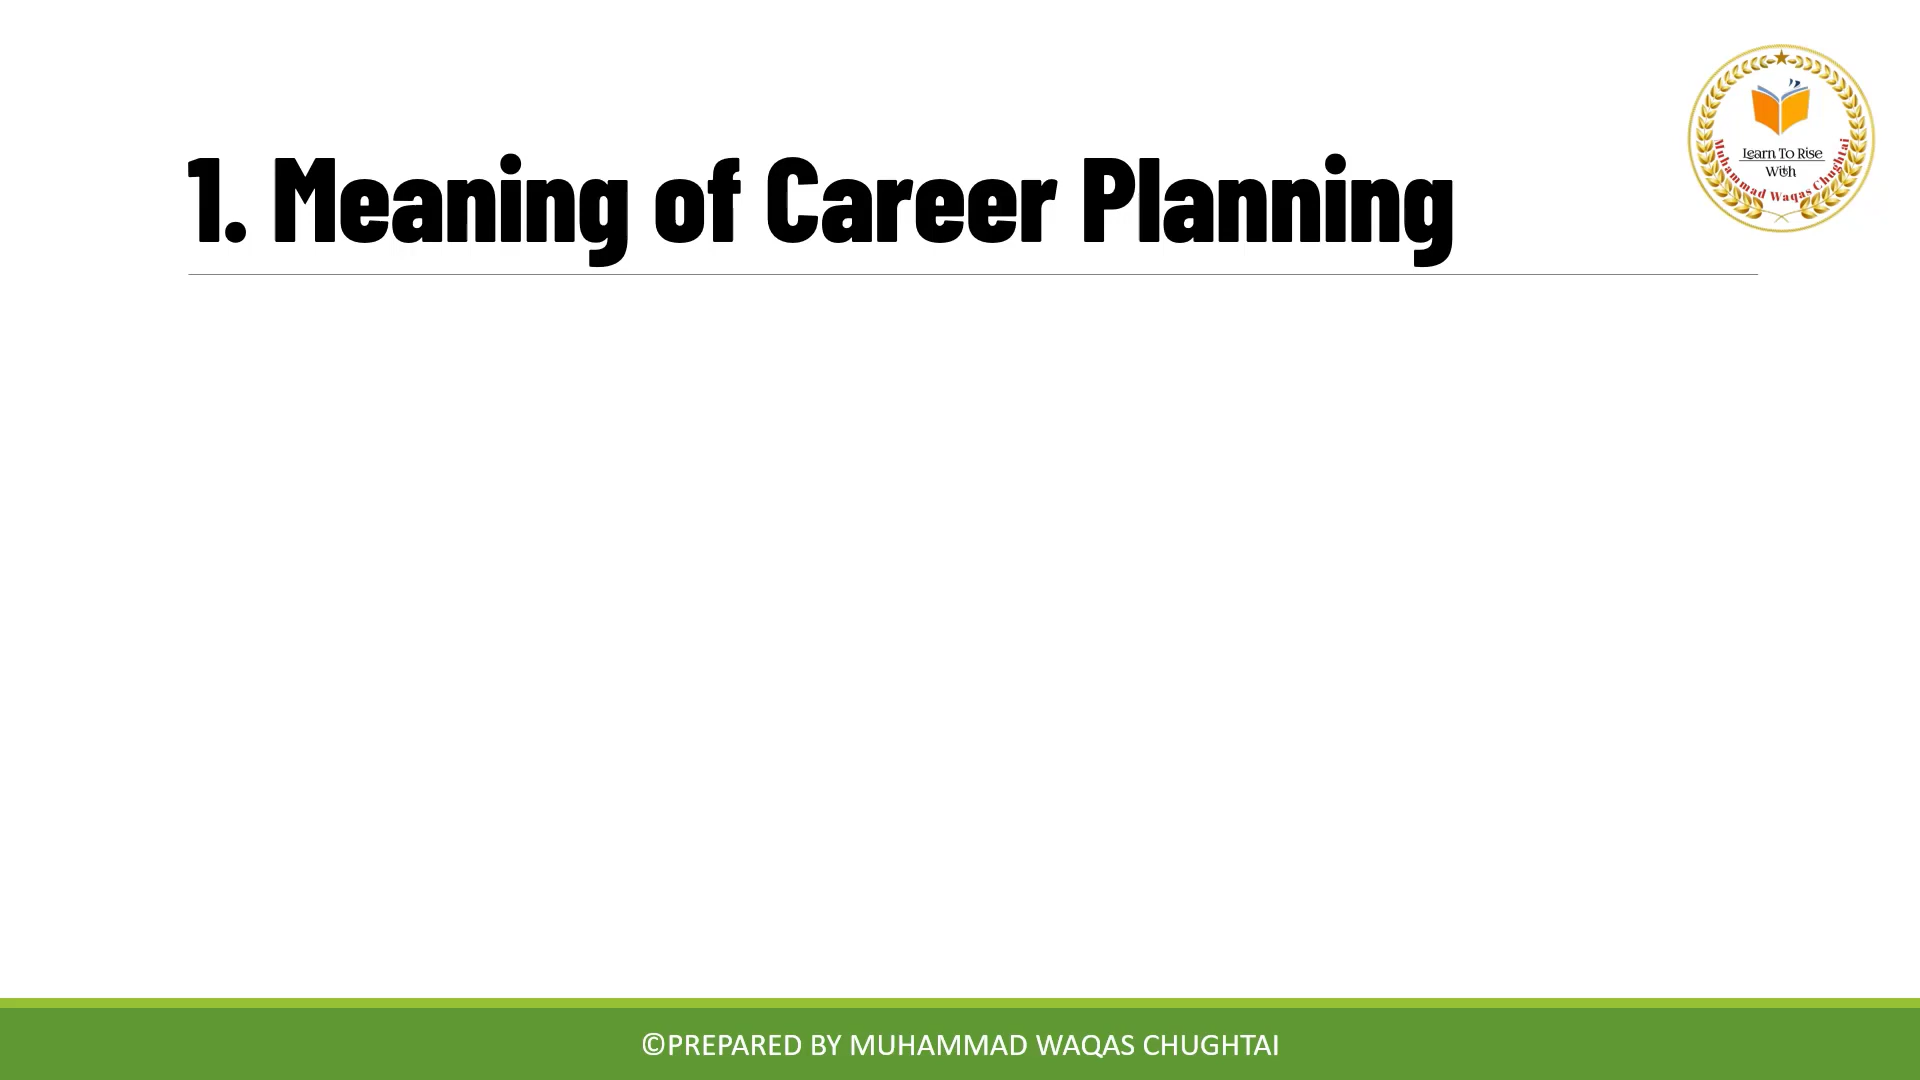 1. Meaning of Career Planning
Learn To Rise
With
Muhammad Waqas Chughtai
©PREPARED BY MUHAMMAD WAQAS CHUGHTAI